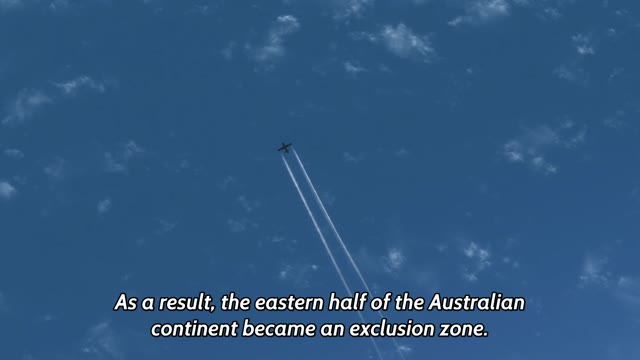 As a result, the eastern half of the Australian
continent became an exclusion zone.